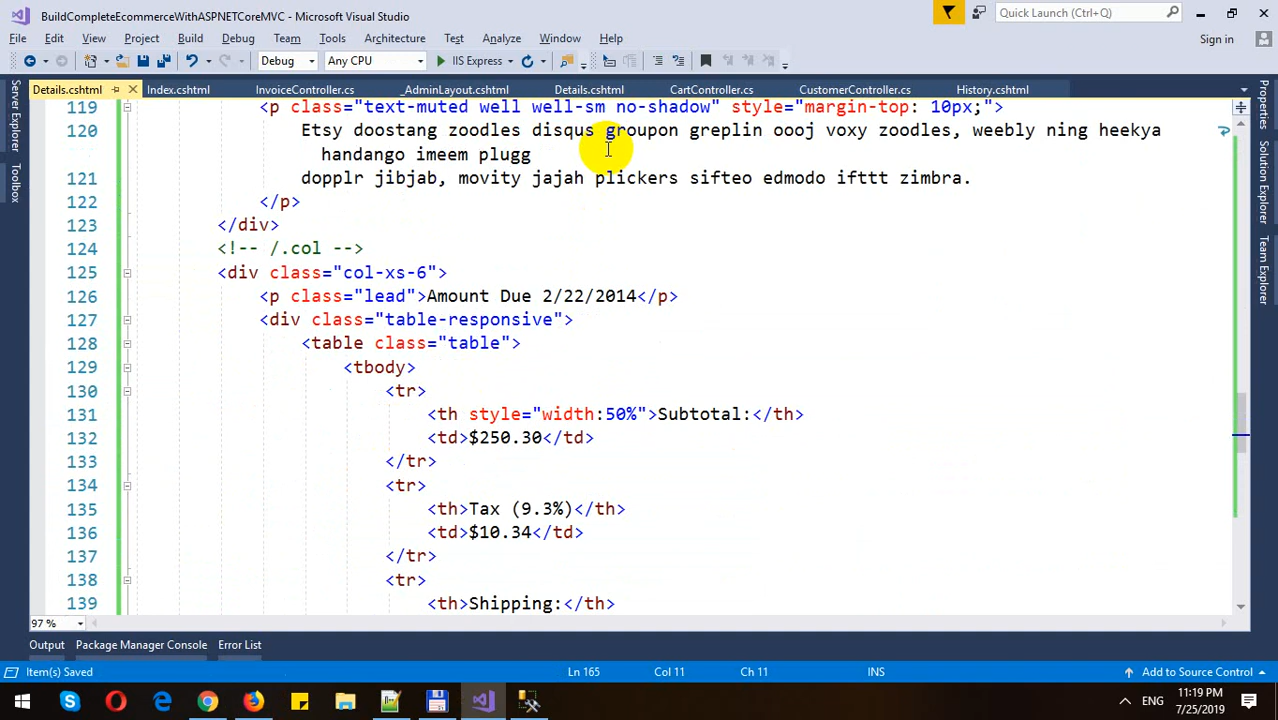 BuildCompleteEcommerceWithASPNETCoreMVC - Microsoft Visual Studio
Quick Launch (Ctrl+Q)
File Edit View Project Build Debug Team Tools Architecture Test Analyze Window Help
Sign in
Debug Any CPU IIS Express
Details.cshtml Index.cshtml InvoiceController.cs _AdminLayout.cshtml Details.cshtml CartController.cs CustomerController.cs History.cshtml
Server Explorer
Toolbox
Properties
Solution Explorer
Team Explorer
119 <p class="text-muted well well-sm no-shadow" style="margin-top: 10px;">
120 Etsy doostang zoodles disqus groupon greplin oooj voxy zoodles, weebly ning heekya
handango imeem plugg
121 dopplr jibjab, movity jajah plickers sifteo edmodo ifttt zimbra.
122 </p>
123 </div>
124 <!-- /.col -->
125 <div class="col-xs-6">
126 <p class="lead">Amount Due 2/22/2014</p>
127 <div class="table-responsive">
128 <table class="table">
129 <tbody>
130 <tr>
131 <th style="width:50%">Subtotal:</th>
132 <td>$250.30</td>
133 </tr>
134 <tr>
135 <th>Tax (9.3%)</th>
136 <td>$10.34</td>
137 </tr>
138 <tr>
139 <th>Shipping:</th>
97 %
Output Package Manager Console Error List
Item(s) Saved Ln 165 Col 11 Ch 11 INS Add to Source Control
ENG
11:19 PM
7/25/2019